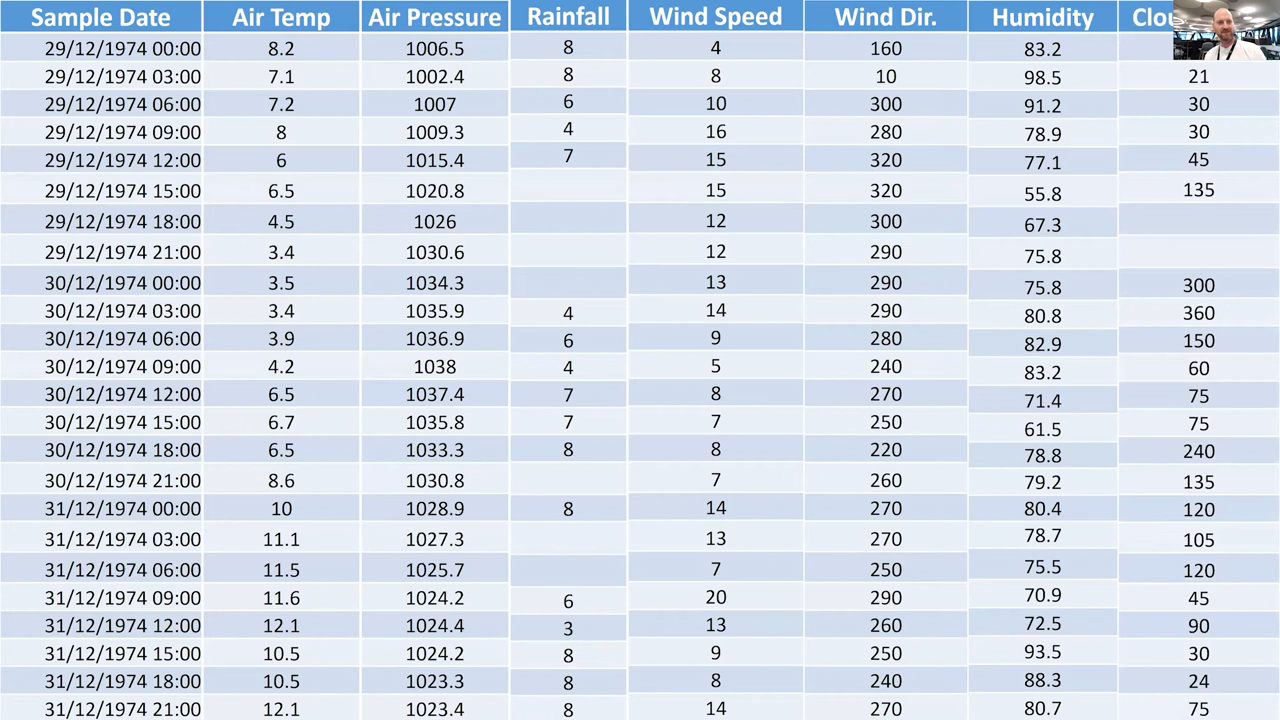 Sample Date Air Temp Air Pressure Rainfall Wind Speed Wind Dir. Humidity
29/12/1974 00:00 8.2 1006.5 8 4 160 83.2
29/12/1974 03:00 7.1 1002.4 8 8 10 98.5 21
29/12/1974 06:00 7.2 1007 6 10 300 91.2 30
29/12/1974 09:00 8 1009.3 4 16 280 78.9 30
29/12/1974 12:00 6 1015.4 7 15 320 77.1 45
29/12/1974 15:00 6.5 1020.8 15 320 55.8 135
29/12/1974 18:00 4.5 1026 12 300 67.3
29/12/1974 21:00 3.4 1030.6 12 290 75.8
30/12/1974 00:00 3.5 1034.3 13 290 75.8 300
30/12/1974 03:00 3.4 1035.9 4 14 290 80.8 360
30/12/1974 06:00 3.9 1036.9 6 9 280 82.9 150
30/12/1974 09:00 4.2 1038 4 5 240 83.2 60
30/12/1974 12:00 6.5 1037.4 7 8 270 71.4 75
30/12/1974 15:00 6.7 1035.8 7 7 250 61.5 75
30/12/1974 18:00 6.5 1033.3 8 8 220 78.8 240
30/12/1974 21:00 8.6 1030.8 7 260 79.2 135
31/12/1974 00:00 10 1028.9 8 14 270 80.4 120
31/12/1974 03:00 11.1 1027.3 13 270 78.7 105
31/12/1974 06:00 11.5 1025.7 7 250 75.5 120
31/12/1974 09:00 11.6 1024.2 6 20 290 70.9 45
31/12/1974 12:00 12.1 1024.4 3 13 260 72.5 90
31/12/1974 15:00 10.5 1024.2 8 9 250 93.5 30
31/12/1974 18:00 10.5 1023.3 8 8 240 88.3 24
31/12/1974 21:00 12.1 1023.4 8 14 270 80.7 75